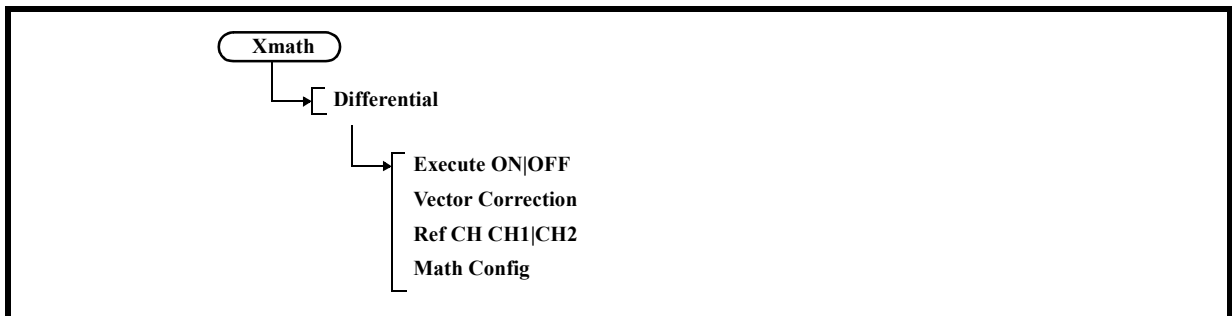 Xmath
Differential
Execute ON|OFF
Vector Correction
Ref CH CH1|CH2
Math Config